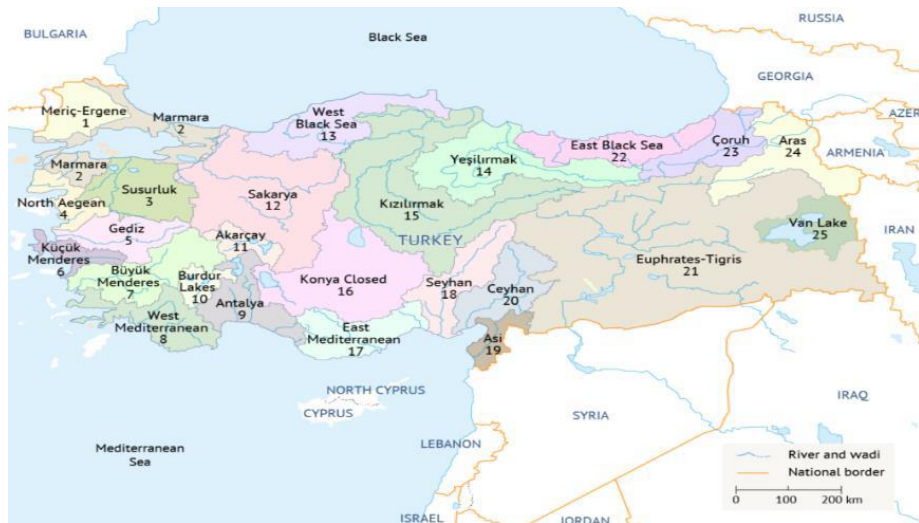 RUSSIA
BULGARIA
Black Sea
GEORGIA
Meriç-Ergene
1
Marmara
2
West
Black Sea
13
AZER
East Black Sea
22
Çoruh
23
Aras
24
ARMENIA
Marmara
2
Yeşilırmak
14
Susurluk
3
Sakarya
12
North Aegean
4
Kızılırmak
15
Van Lake
25
IRAN
Gediz
5
Akarçay
11
TURKEY
Küçük
Menderes
6
Euphrates-Tigris
21
Büyük
Menderes
7
Burdur
Lakes
10
Konya Closed
16
Seyhan
18
Ceyhan
20
Antalya
9
West
Mediterranean
8
East
Mediterranean
17
Asi
19
NORTH CYPRUS
CYPRUS
SYRIA
IRAQ
LEBANON
Mediterranean
Sea
River and wadi
National border
0 100 200 km
ISRAEL
JORDAN